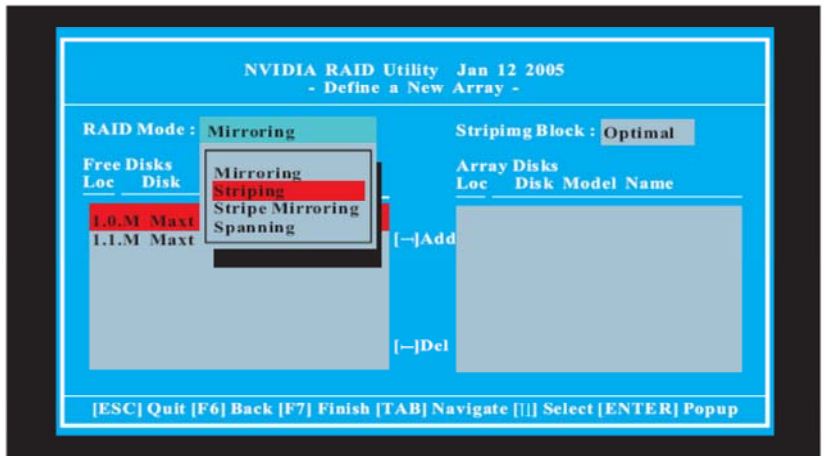 NVIDIA RAID Utility Jan 12 2005
- Define a New Array -
RAID Mode : Mirroring
Stripimg Block : Optimal
Free Disks
Loc Disk
Mirroring
Striping
Stripe Mirroring
Spanning
1.0.M Maxt
1.1.M Maxt
[→]Add
[←]Del
Array Disks
Loc Disk Model Name
[ESC] Quit [F6] Back [F7] Finish [TAB] Navigate [↑↓] Select [ENTER] Popup